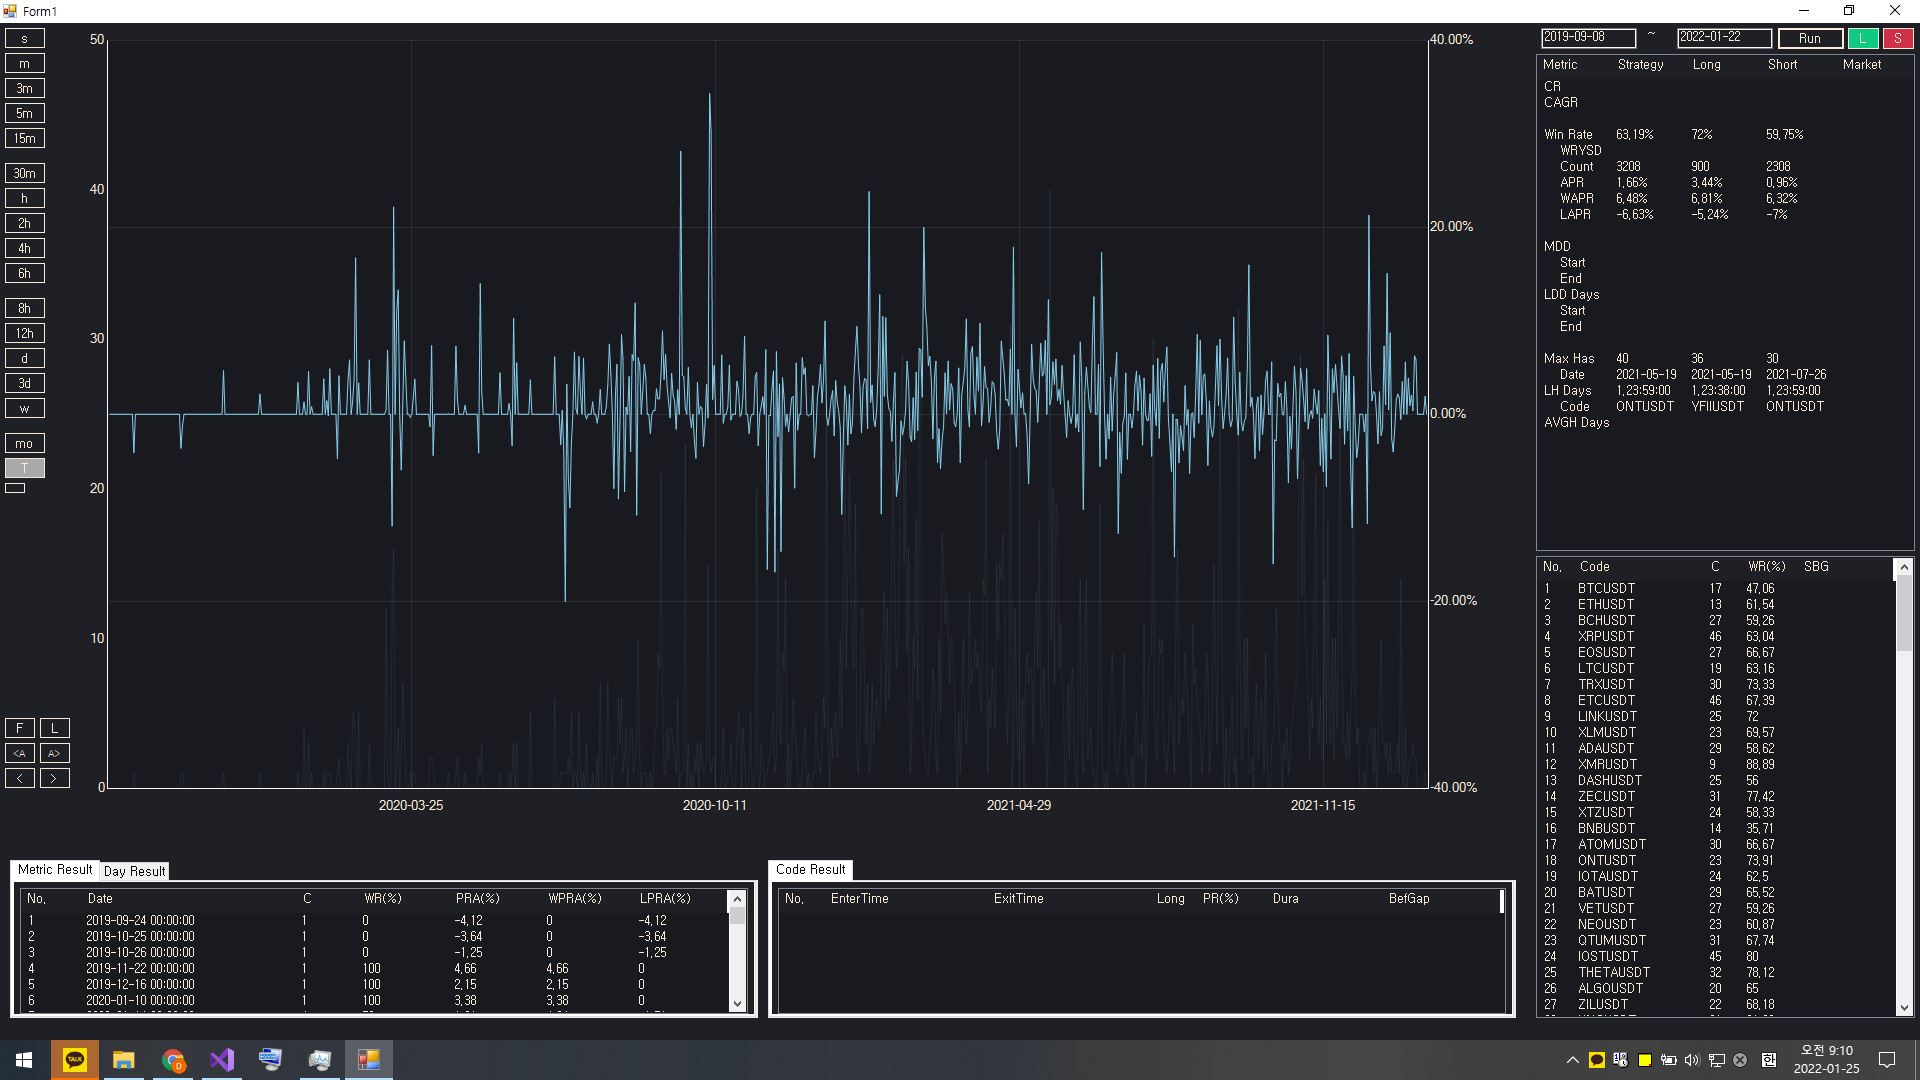 Form1
s
m
3m
5m
15m
30m
h
2h
4h
6h
8h
12h
d
3d
w
mo
T
F L
<A A>
< >
50
40
30
20
10
0
40.00%
20.00%
0.00%
-20.00%
-40.00%
2020-03-25 2020-10-11 2021-04-29 2021-11-15
2019-09-08 ~ 2022-01-22 Run L S
Metric Strategy Long Short Market
CR
CAGR
Win Rate 63,19% 72% 59,75%
WRYSD
Count 3208 900 2308
APR 1,66% 3,44% 0,96%
WAPR 6,48% 6,81% 6,32%
LAPR -6,63% -5,24% -7%
MDD
Start
End
LDD Days
Start
End
Max Has 40 36 30
Date 2021-05-19 2021-05-19 2021-07-26
LH Days 1,23:59:00 1,23:38:00 1,23:59:00
Code ONTUSDT YFIIUSDT ONTUSDT
AVGH Days
No, Code C WR(%) SBG
1 BTCUSDT 17 47,06
2 ETHUSDT 13 61,54
3 BCHUSDT 27 59,26
4 XRPUSDT 46 63,04
5 EOSUSDT 27 66,67
6 LTCUSDT 19 63,16
7 TRXUSDT 30 73,33
8 ETCUSDT 46 67,39
9 LINKUSDT 25 72
10 XLMUSDT 23 69,57
11 ADAUSDT 29 58,62
12 XMRUSDT 9 88,89
13 DASHUSDT 25 56
14 ZECUSDT 31 77,42
15 XTZUSDT 24 58,33
16 BNBUSDT 14 35,71
17 ATOMUSDT 30 66,67
18 ONTUSDT 23 73,91
19 IOTAUSDT 24 62,5
20 BATUSDT 29 65,52
21 VETUSDT 27 59,26
22 NEOUSDT 23 60,87
23 QTUMUSDT 31 67,74
24 IOSTUSDT 45 80
25 THETAUSDT 32 78,12
26 ALGOUSDT 20 65
27 ZILUSDT 22 68,18
Metric Result Day Result
No, Date C WR(%) PRA(%) WPRA(%) LPRA(%)
1 2019-09-24 00:00:00 1 0 -4,12 0 -4,12
2 2019-10-25 00:00:00 1 0 -3,64 0 -3,64
3 2019-10-26 00:00:00 1 0 -1,25 0 -1,25
4 2019-11-22 00:00:00 1 100 4,66 4,66 0
5 2019-12-16 00:00:00 1 100 2,15 2,15 0
6 2020-01-10 00:00:00 1 100 3,38 3,38 0
Code Result
No, EnterTime ExitTime Long PR(%) Dura BefGap
TALK
한
오전 9:10
2022-01-25